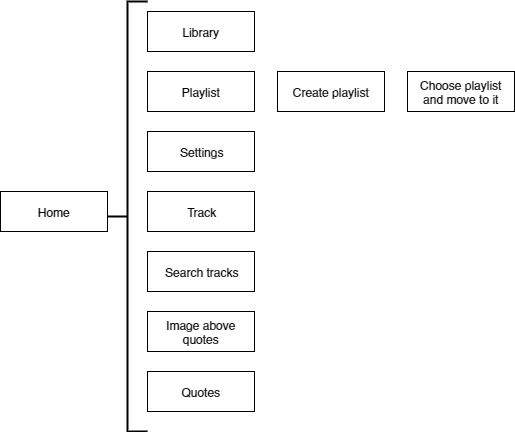 Library
Playlist
Create playlist
Choose playlist
and move to it
Settings
Home
Track
Search tracks
Image above
quotes
Quotes